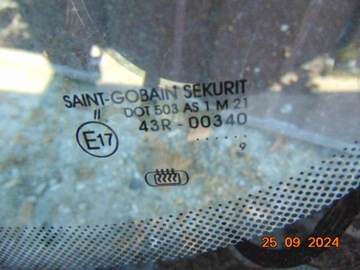 SAINT-GOBAIN SEKURIT
DOT 503 AS 1 M 21
II
E17
43R - 00340
. . . . . .
9
25 09 2024